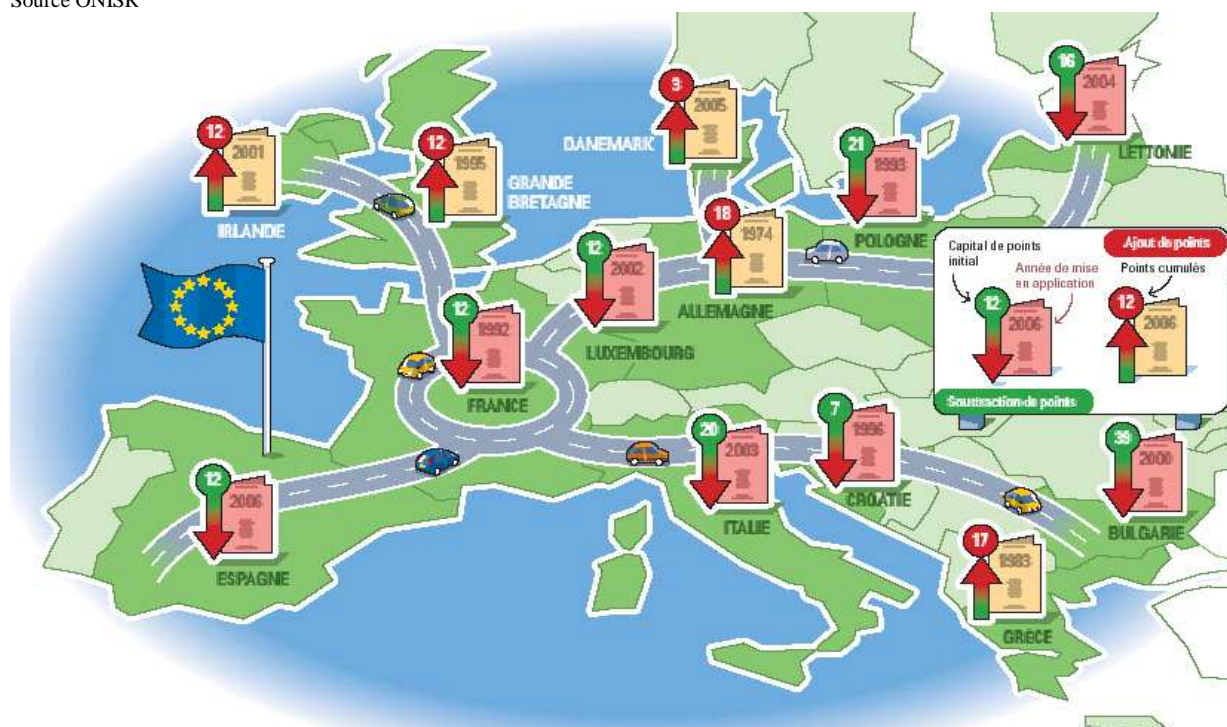 Source ONISR
16
2004
LETTONIE
3
2005
DANEMARK
12
2001
IRLANDE
12
1995
GRANDE
BRETAGNE
21
1993
POLOGNE
18
1974
ALLEMAGNE
12
2002
LUXEMBOURG
12
1992
FRANCE
Capital de points
initial
Année de mise
en application
12
2006
Soustraction de points
Ajout de points
Points cumulés
12
2006
20
2003
ITALIE
7
1996
CROATIE
39
2000
BULGARIE
12
2006
ESPAGNE
17
1983
GRÈCE